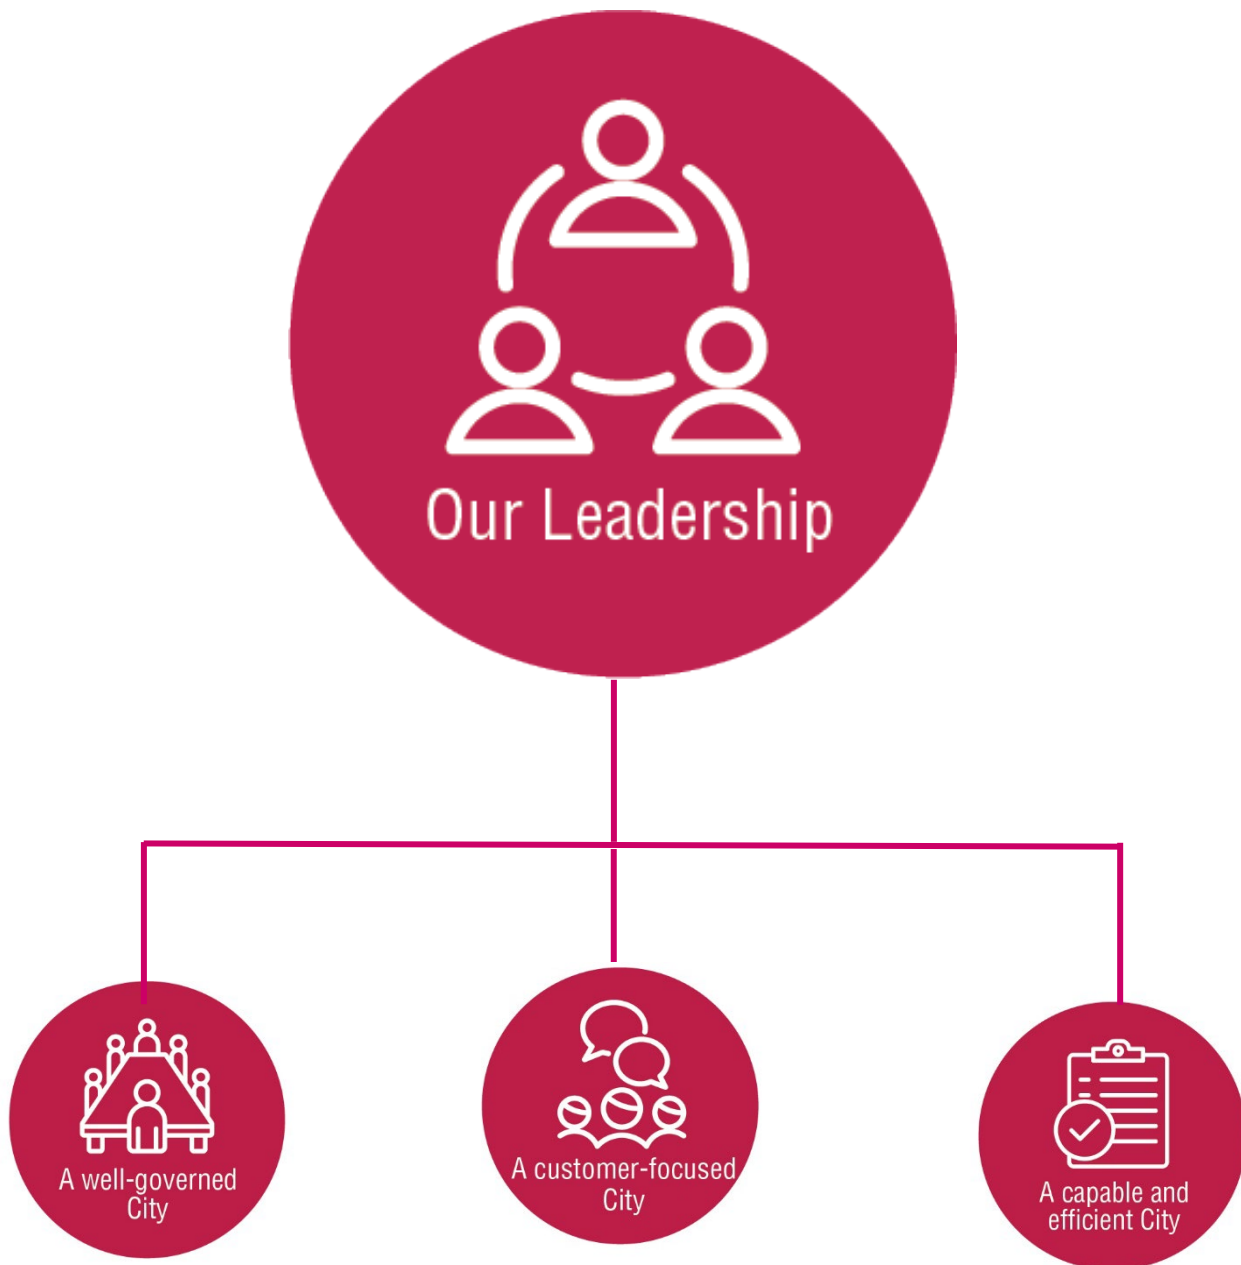 Our Leadership
A well-governed
City
A customer-focused
City
A capable and
efficient City